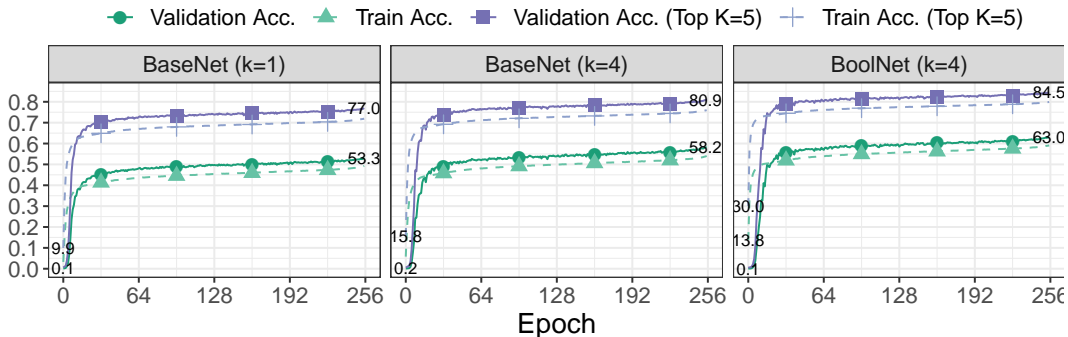 Validation Acc. Train Acc. Validation Acc. (Top K=5) Train Acc. (Top K=5)
BaseNet (k=1) BaseNet (k=4) BoolNet (k=4)
0.8 77.0 80.9 84.5
0.7
0.6 53.3 58.2 63.0
0.5
0.4
0.3 30.0
0.2 15.8 13.8
0.1 9.9
0.0 0.1 0.2 0.1
0 64 128 192 256 0 64 128 192 256 0 64 128 192 256
Epoch